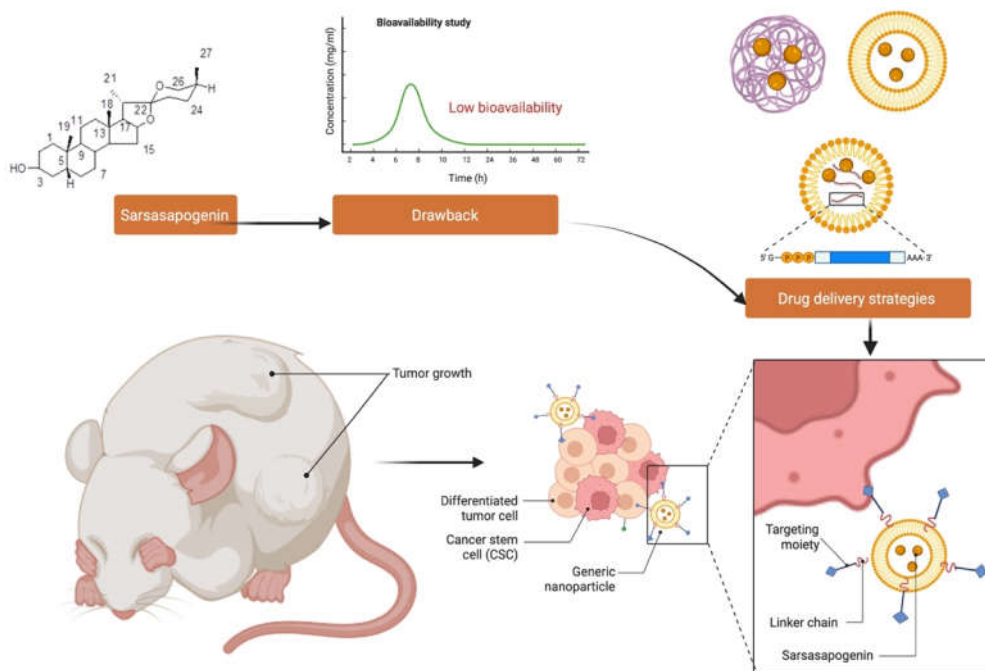 Bioavailability study
Concentration (mg/ml)
Low bioavailability
2 4 6 8 10 12 24 36 48 60 72
Time (h)
27
21
26
18
22
24
19
11
17
13
1
9
15
5
HO
3
7
H
H
O
O
Sarsasapogenin
Drawback
5' G P P P AAA- 3'
Drug delivery strategies
Tumor growth
Differentiated
tumor cell
Cancer stem
cell (CSC)
Generic
nanoparticle
Targeting
moiety
Linker chain
Sarsasapogenin